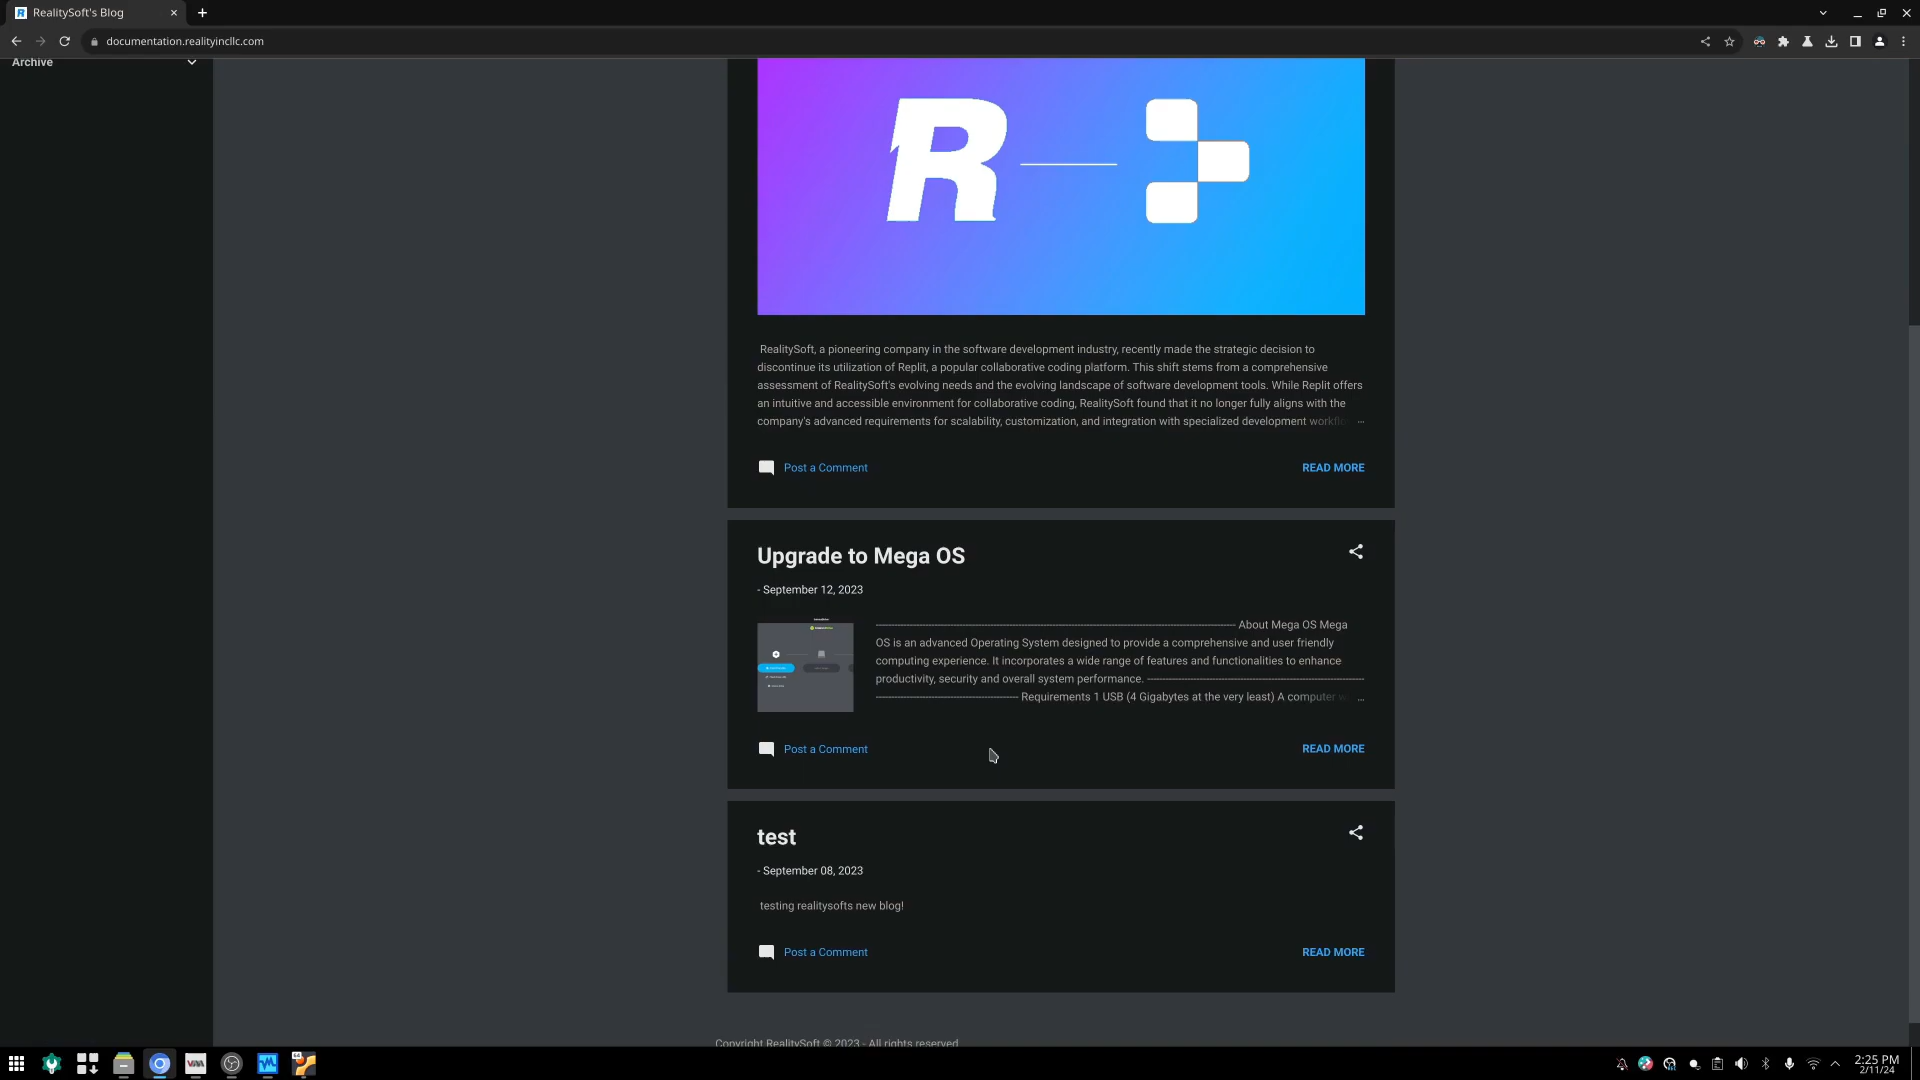 RealitySoft's Blog
documentation.realityincllc.com
Archive
R
RealitySoft, a pioneering company in the software development industry, recently made the strategic decision to
discontinue its utilization of Replit, a popular collaborative coding platform. This shift stems from a comprehensive
assessment of RealitySoft's evolving needs and the evolving landscape of software development tools. While Replit offers
an intuitive and accessible environment for collaborative coding, RealitySoft found that it no longer fully aligns with the
company's advanced requirements for scalability, customization, and integration with specialized development workflo ...
Post a Comment
READ MORE
Upgrade to Mega OS
- September 12, 2023
About Mega OS Mega
OS is an advanced Operating System designed to provide a comprehensive and user friendly
computing experience. It incorporates a wide range of features and functionalities to enhance
productivity, security and overall system performance.
Requirements 1 USB (4 Gigabytes at the very least) A computer ...
Post a Comment
READ MORE
test
- September 08, 2023
testing realitysofts new blog!
Post a Comment
READ MORE
Copyright RealitySoft © 2023 - All rights reserved
2:25 PM
2/11/24